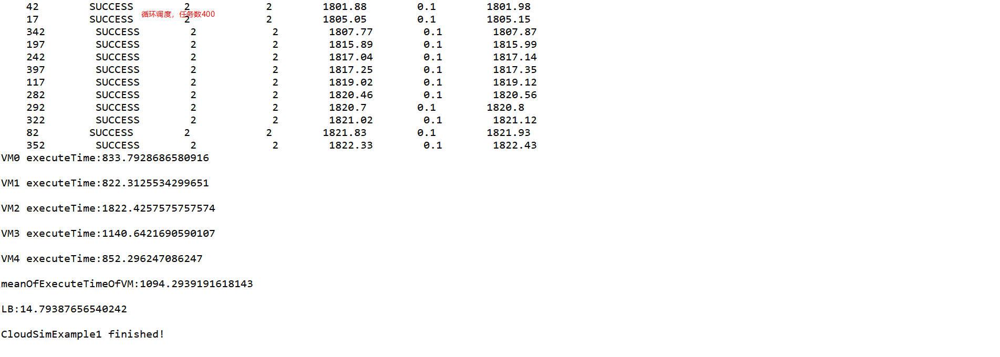 42 SUCCESS 2 2 1801.88 0.1 1801.98
循环调度，任务数400
17 SUCCESS 2 2 1805.05 0.1 1805.15
342 SUCCESS 2 2 1807.77 0.1 1807.87
197 SUCCESS 2 2 1815.89 0.1 1815.99
242 SUCCESS 2 2 1817.04 0.1 1817.14
397 SUCCESS 2 2 1817.25 0.1 1817.35
117 SUCCESS 2 2 1819.02 0.1 1819.12
282 SUCCESS 2 2 1820.46 0.1 1820.56
292 SUCCESS 2 2 1820.7 0.1 1820.8
322 SUCCESS 2 2 1821.02 0.1 1821.12
82 SUCCESS 2 2 1821.83 0.1 1821.93
352 SUCCESS 2 2 1822.33 0.1 1822.43
VM0 executeTime:833.7928686580916
VM1 executeTime:822.3125534299651
VM2 executeTime:1822.4257575757574
VM3 executeTime:1140.6421690590107
VM4 executeTime:852.296247086247
meanOfExecuteTimeOfVM:1094.2939191618143
LB:14.79387656540242
CloudSimExample1 finished!